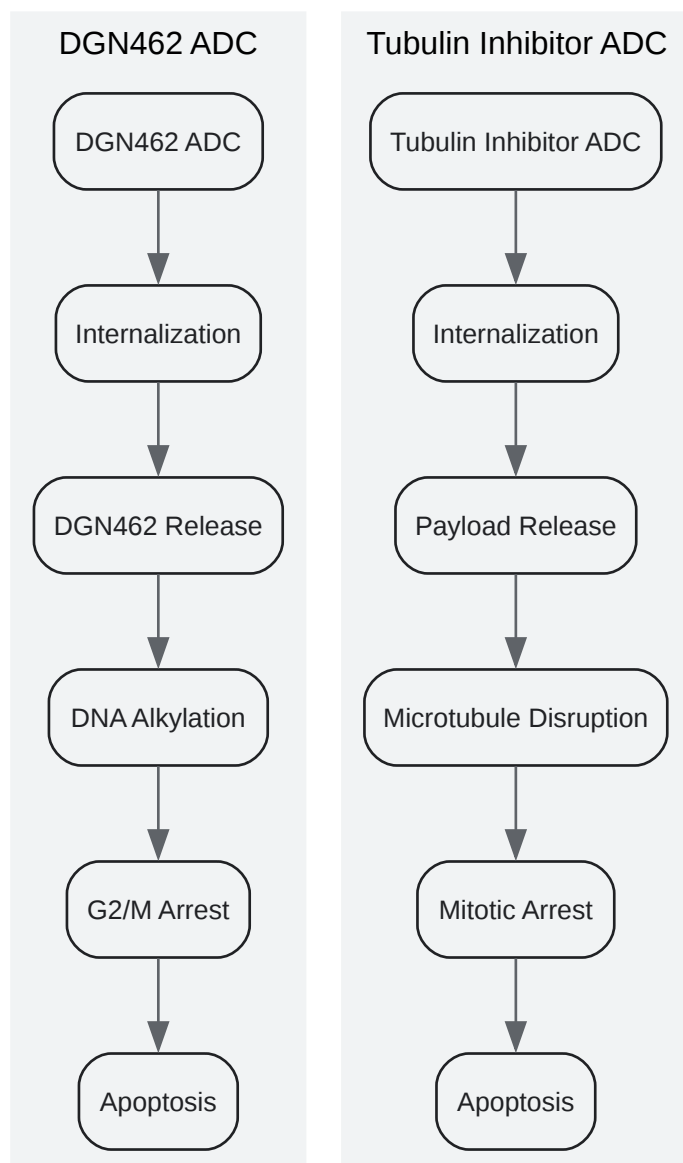 DGN462 ADC
DGN462 ADC
Internalization
DGN462 Release
DNA Alkylation
G2/M Arrest
Apoptosis
Tubulin Inhibitor ADC
Tubulin Inhibitor ADC
Internalization
Payload Release
Microtubule Disruption
Mitotic Arrest
Apoptosis